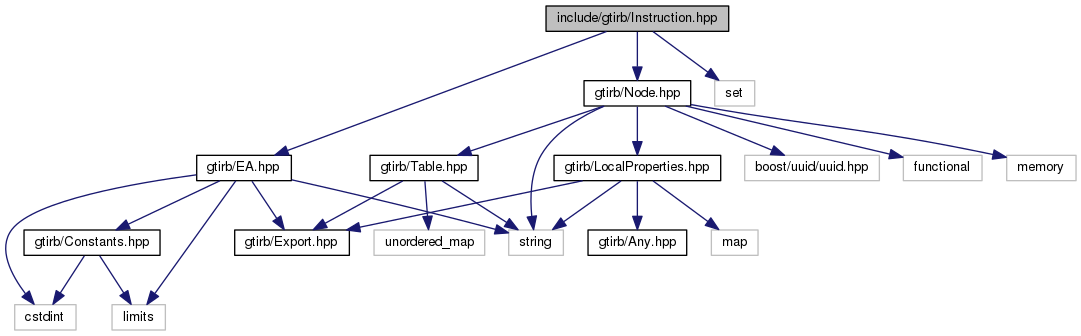 include/gtirb/Instruction.hpp
gtirb/Node.hpp
set
gtirb/EA.hpp
gtirb/Table.hpp
gtirb/LocalProperties.hpp
boost/uuid/uuid.hpp
functional
memory
gtirb/Constants.hpp
gtirb/Export.hpp
unordered_map
string
gtirb/Any.hpp
map
cstdint
limits